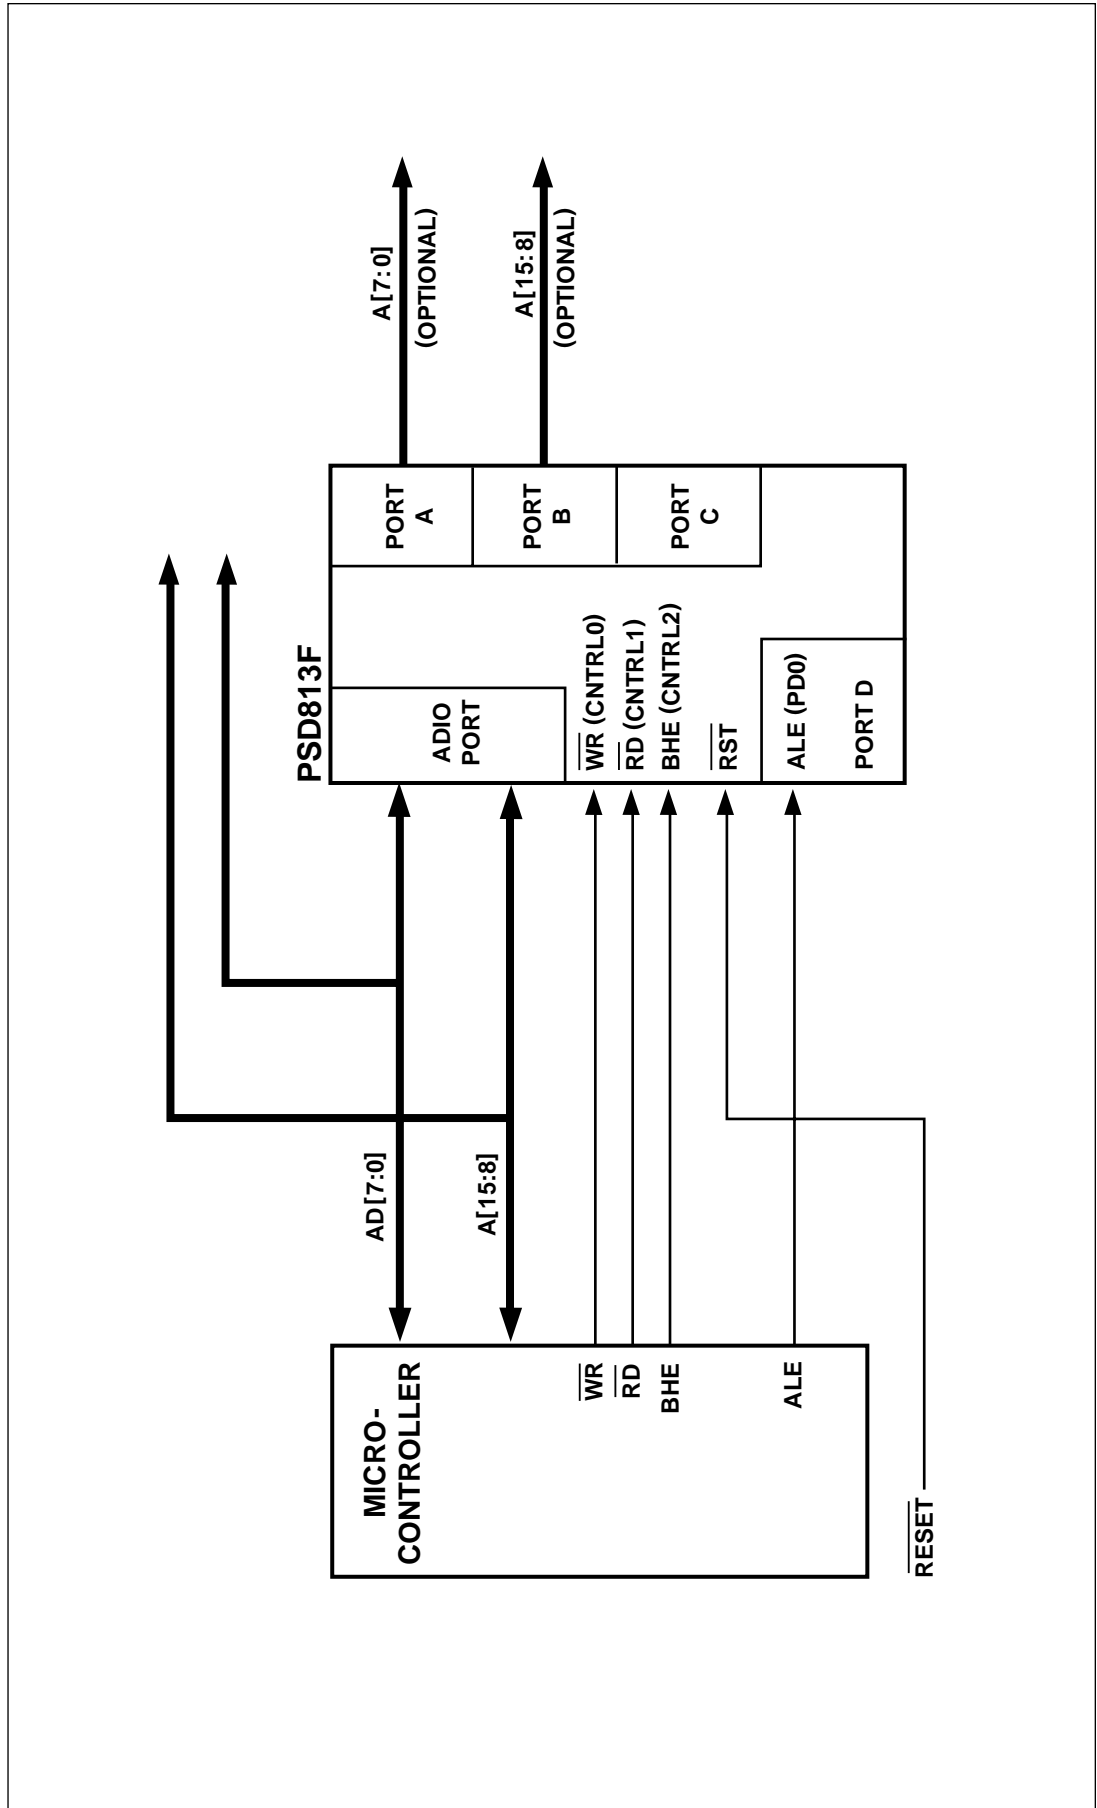 MICRO-
CONTROLLER
WR
RD
BHE
ALE
RESET
AD[7:0]
A[15:8]
PSD813F
ADIO
PORT
WR (CNTRL0)
RD (CNTRL1)
BHE (CNTRL2)
RST
ALE (PD0)
PORT D
PORT
A
PORT
B
PORT
C
A[7:0]
(OPTIONAL)
A[15:8]
(OPTIONAL)